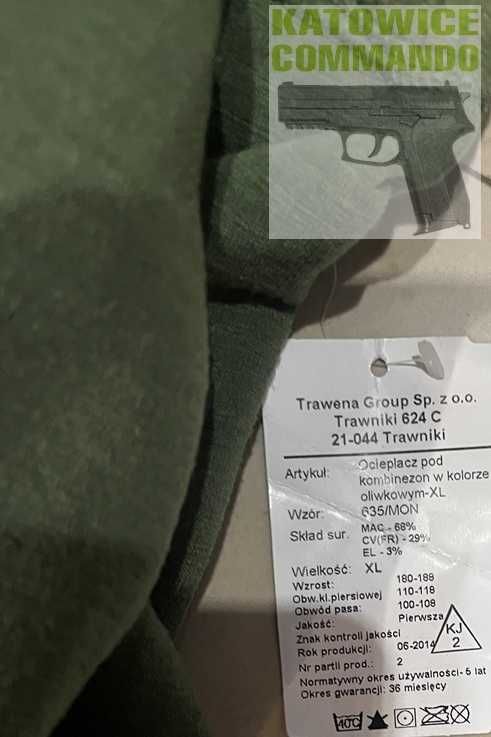 KATOWICE
COMMANDO
Trawena Group Sp. z o.o.
Trawniki 624 C
21-044 Trawniki
Artykuł: Ocieplacz pod
kombinezon w kolorze
oliwkowym-XL
Wzór: 635/MON
Skład sur. MAC - 68%
CV(FR) - 29%
EL - 3%
Wielkość: XL
Wzrost: 180-188
Obw.kl.piersiowej 110-118
Obwód pasa: 100-108
Jakość: Pierwsza
Znak kontroli jakości
KJ
2
Rok produkcji: 06-2014
Nr partii prod.: 2
Normatywny okres używalności- 5 lat
Okres gwarancji: 36 miesięcy
40C